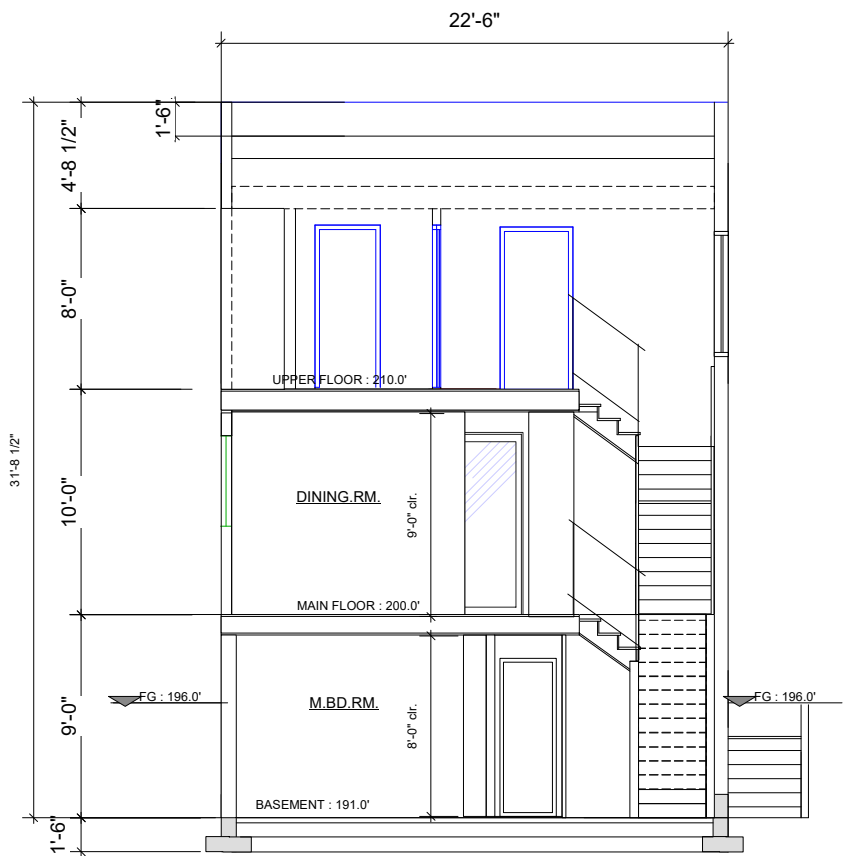 22'-6"
1'-6"
4'-8 1/2"
8'-0"
UPPER FLOOR : 210.0'
31'-8 1/2"
10'-0"
DINING.RM.
9'-0" clr.
MAIN FLOOR : 200.0'
FG : 196.0'
FG : 196.0'
M.BD.RM.
9'-0"
8'-0" clr.
BASEMENT : 191.0'
1'-6"